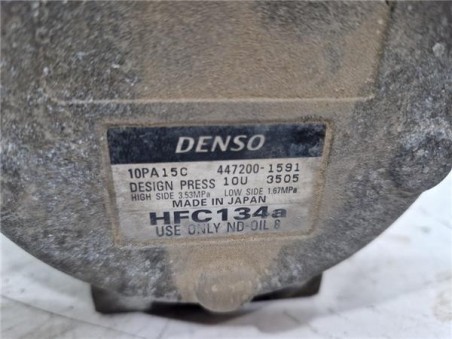 DENSO
10PA15C 447200-1591
DESIGN PRESS 10U 3505
HIGH SIDE 3.53MPa LOW SIDE 1.67MPa
MADE IN JAPAN
HFC134a
USE ONLY ND-OIL 8